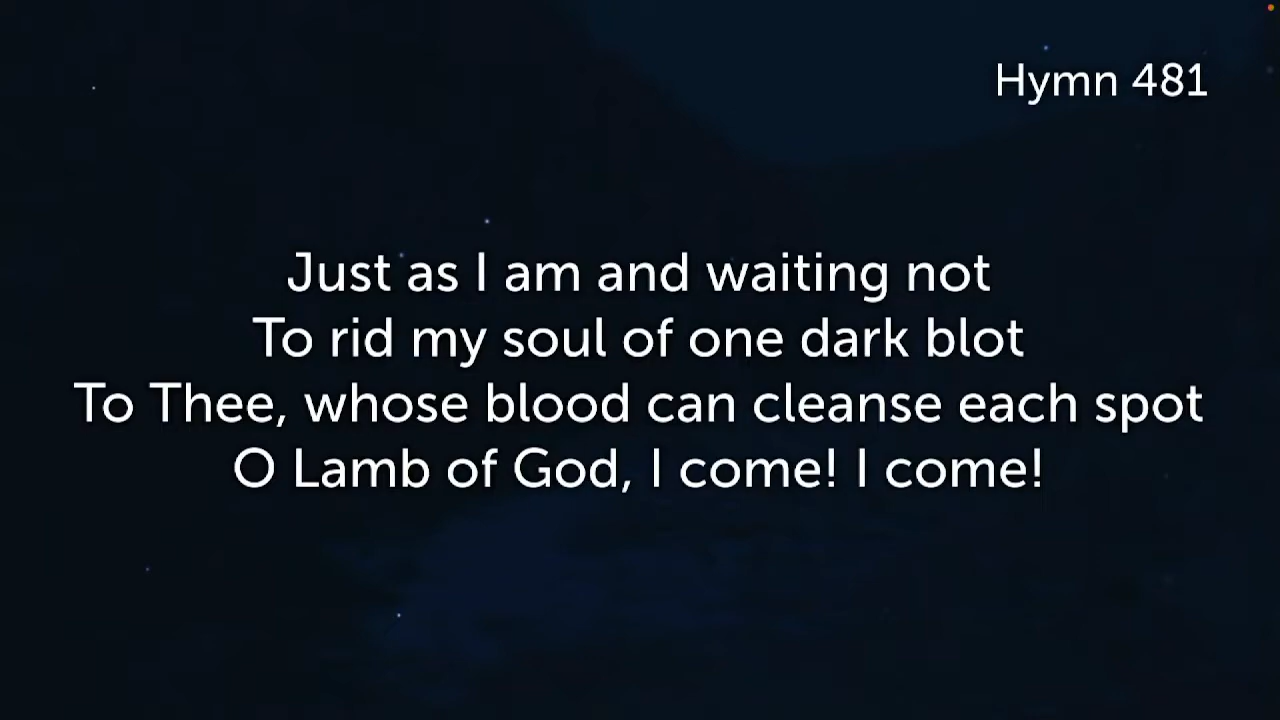 Hymn 481
Just as I am and waiting not
To rid my soul of one dark blot
To Thee, whose blood can cleanse each spot
O Lamb of God, I come! I come!